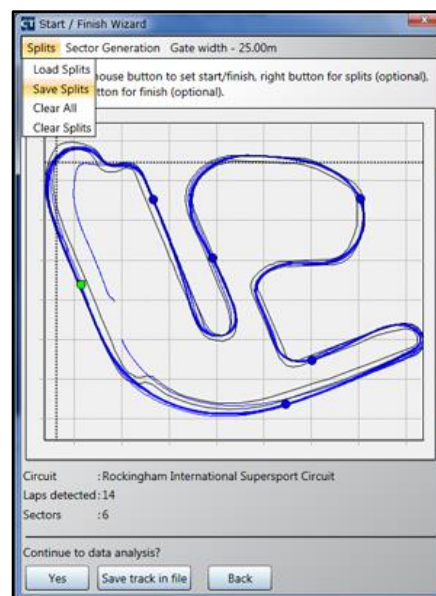 Start / Finish Wizard
Splits Sector Generation Gate width - 25.00m
Load Splits
Save Splits
Clear All
Clear Splits
ouse button to set start/finish, right button for splits (optional).
tton for finish (optional).
Circuit : Rockingham International Supersport Circuit
Laps detected : 14
Sectors : 6
Continue to data analysis?
Yes Save track in file Back